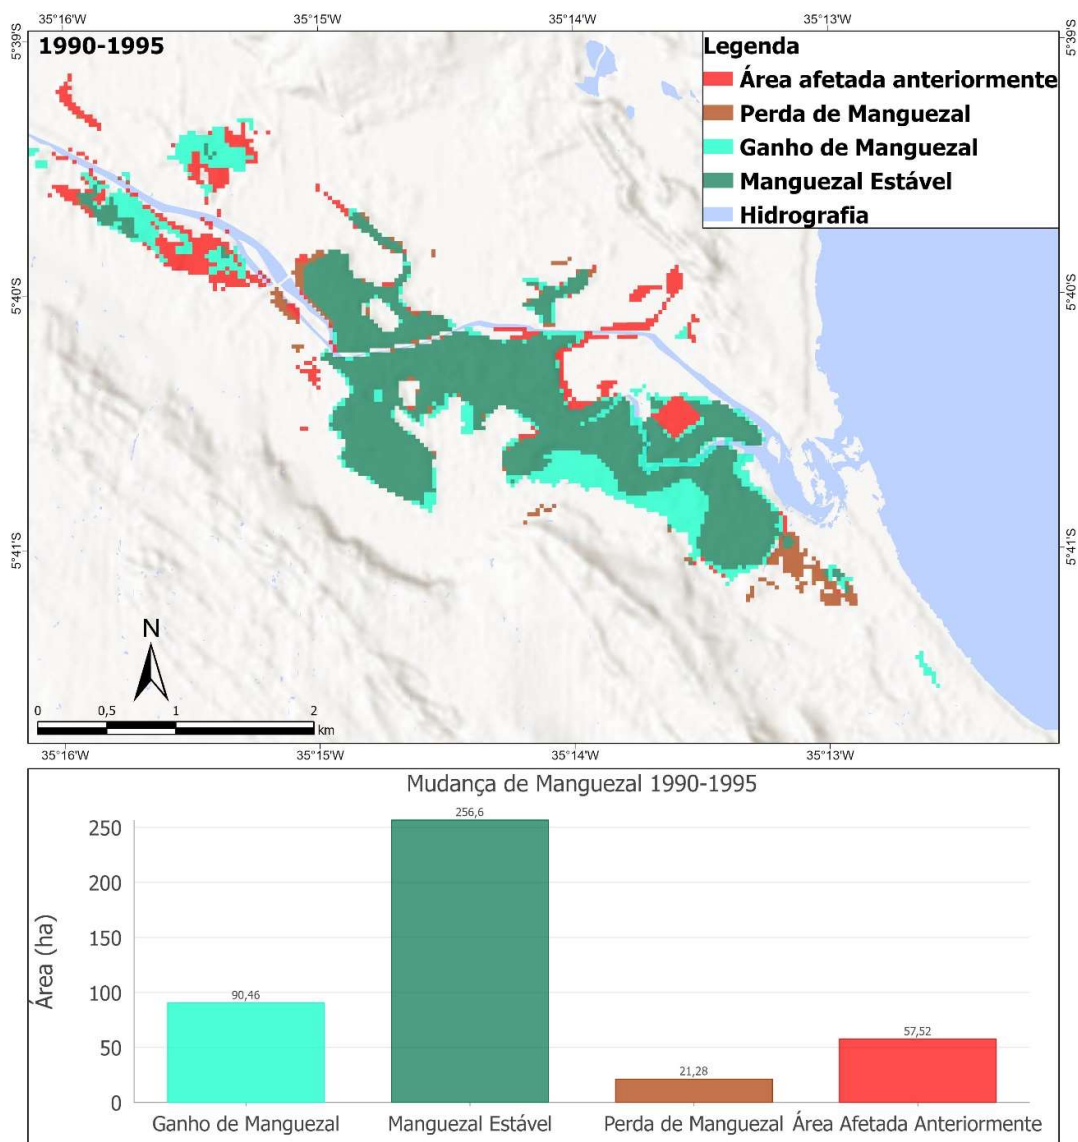 35°16'W 35°15'W 35°14'W 35°13'W
5°39'S 5°39'S
1990-1995
Legenda
Área afetada anteriormente
Perda de Manguezal
Ganho de Manguezal
Manguezal Estável
Hidrografia
5°40'S 5°40'S
5°41'S 5°41'S
N
0 0,5 1 2
km
35°16'W 35°15'W 35°14'W 35°13'W
Mudança de Manguezal 1990-1995
Área (ha)
250
200
150
100
50
0
256,6
90,46
57,52
21,28
Ganho de Manguezal Manguezal Estável Perda de Manguezal Área Afetada Anteriormente